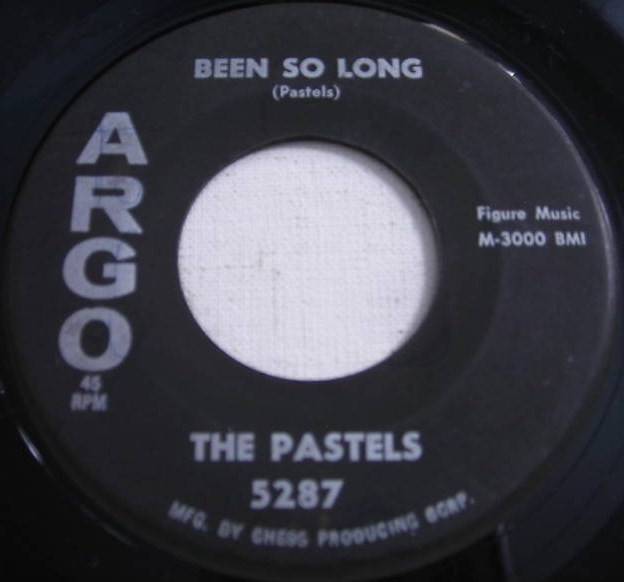 BEEN SO LONG
(Pastels)
ARGO
45
RPM
Figure Music
M-3000 BMI
THE PASTELS
5287
MFG. BY CHESS PRODUCING CORP.